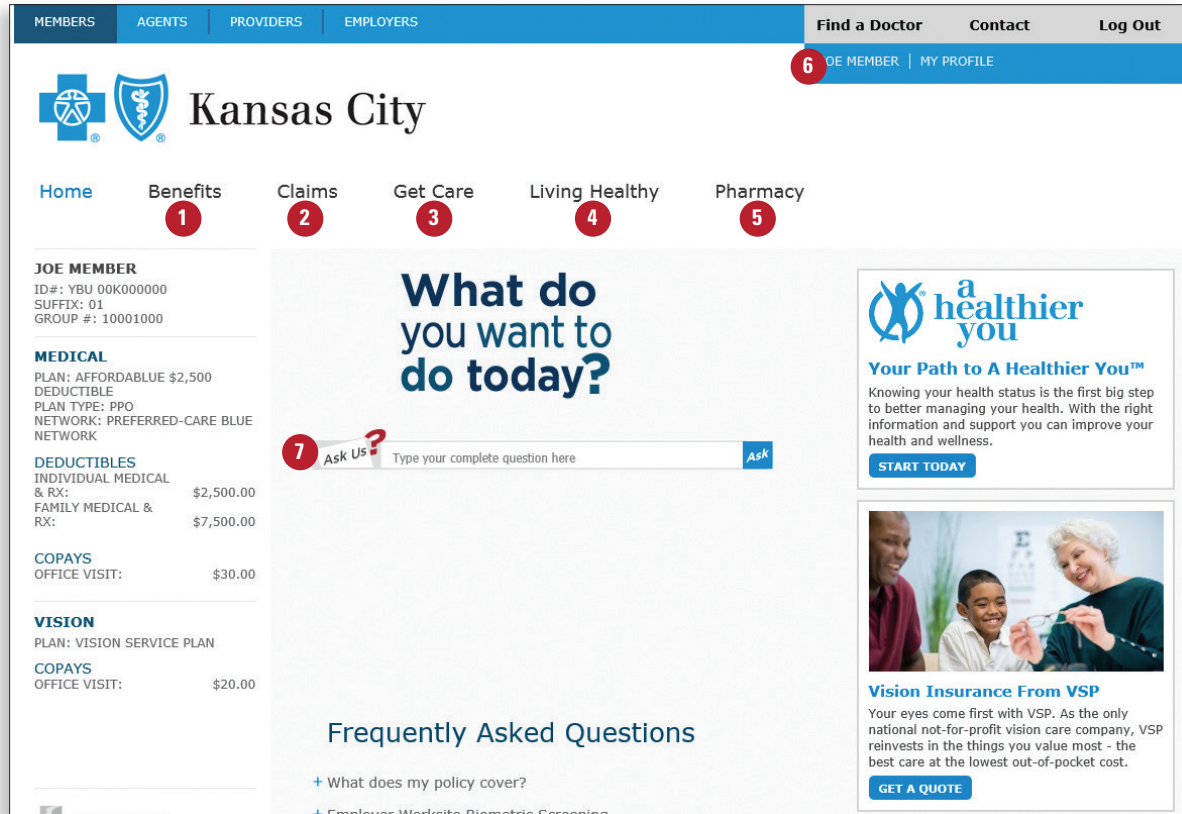 MEMBERS AGENTS PROVIDERS EMPLOYERS
Find a Doctor Contact Log Out
6 OE MEMBER | MY PROFILE
Kansas City
Home Benefits Claims Get Care Living Healthy Pharmacy
1 2 3 4 5
JOE MEMBER
ID#: YBU 00K000000
SUFFIX: 01
GROUP #: 10001000
MEDICAL
PLAN: AFFORDABLUE $2,500
DEDUCTIBLE
PLAN TYPE: PPO
NETWORK: PREFERRED-CARE BLUE
NETWORK
DEDUCTIBLES
INDIVIDUAL MEDICAL
& RX: $2,500.00
FAMILY MEDICAL &
RX: $7,500.00
COPAYS
OFFICE VISIT: $30.00
VISION
PLAN: VISION SERVICE PLAN
COPAYS
OFFICE VISIT: $20.00
What do
you want to
do today?
7 Ask Us? Type your complete question here Ask
Frequently Asked Questions
+ What does my policy cover?
+ Employer Worksite Biometric Screening
a
healthier
you
Your Path to A Healthier You™
Knowing your health status is the first big step
to better managing your health. With the right
information and support you can improve your
health and wellness.
START TODAY
E
Vision Insurance From VSP
Your eyes come first with VSP. As the only
national not-for-profit vision care company, VSP
reinvests in the things you value most - the
best care at the lowest out-of-pocket cost.
GET A QUOTE